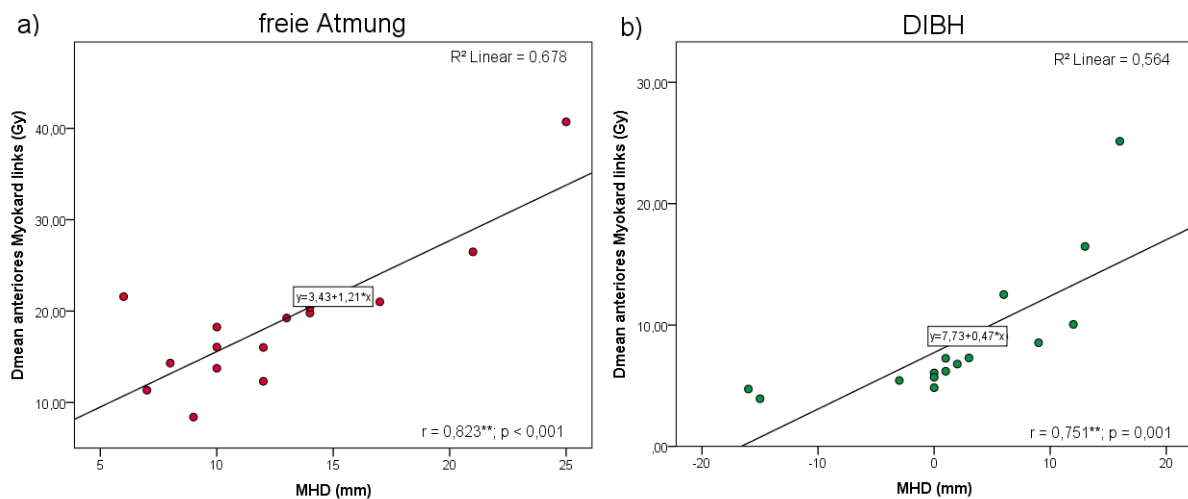 a) freie Atmung
R² Linear = 0.678
Dmean anteriores Myokard links (Gy)
40,00
30,00
20,00
10,00
y=3,43+1,21*x
r = 0,823**; p < 0,001
5 10 15 20 25
MHD (mm)
b) DIBH
R² Linear = 0,564
Dmean anteriores Myokard links (Gy)
30,00
20,00
10,00
,00
y=7,73+0,47*x
r = 0,751**; p = 0,001
-20 -10 0 10 20
MHD (mm)